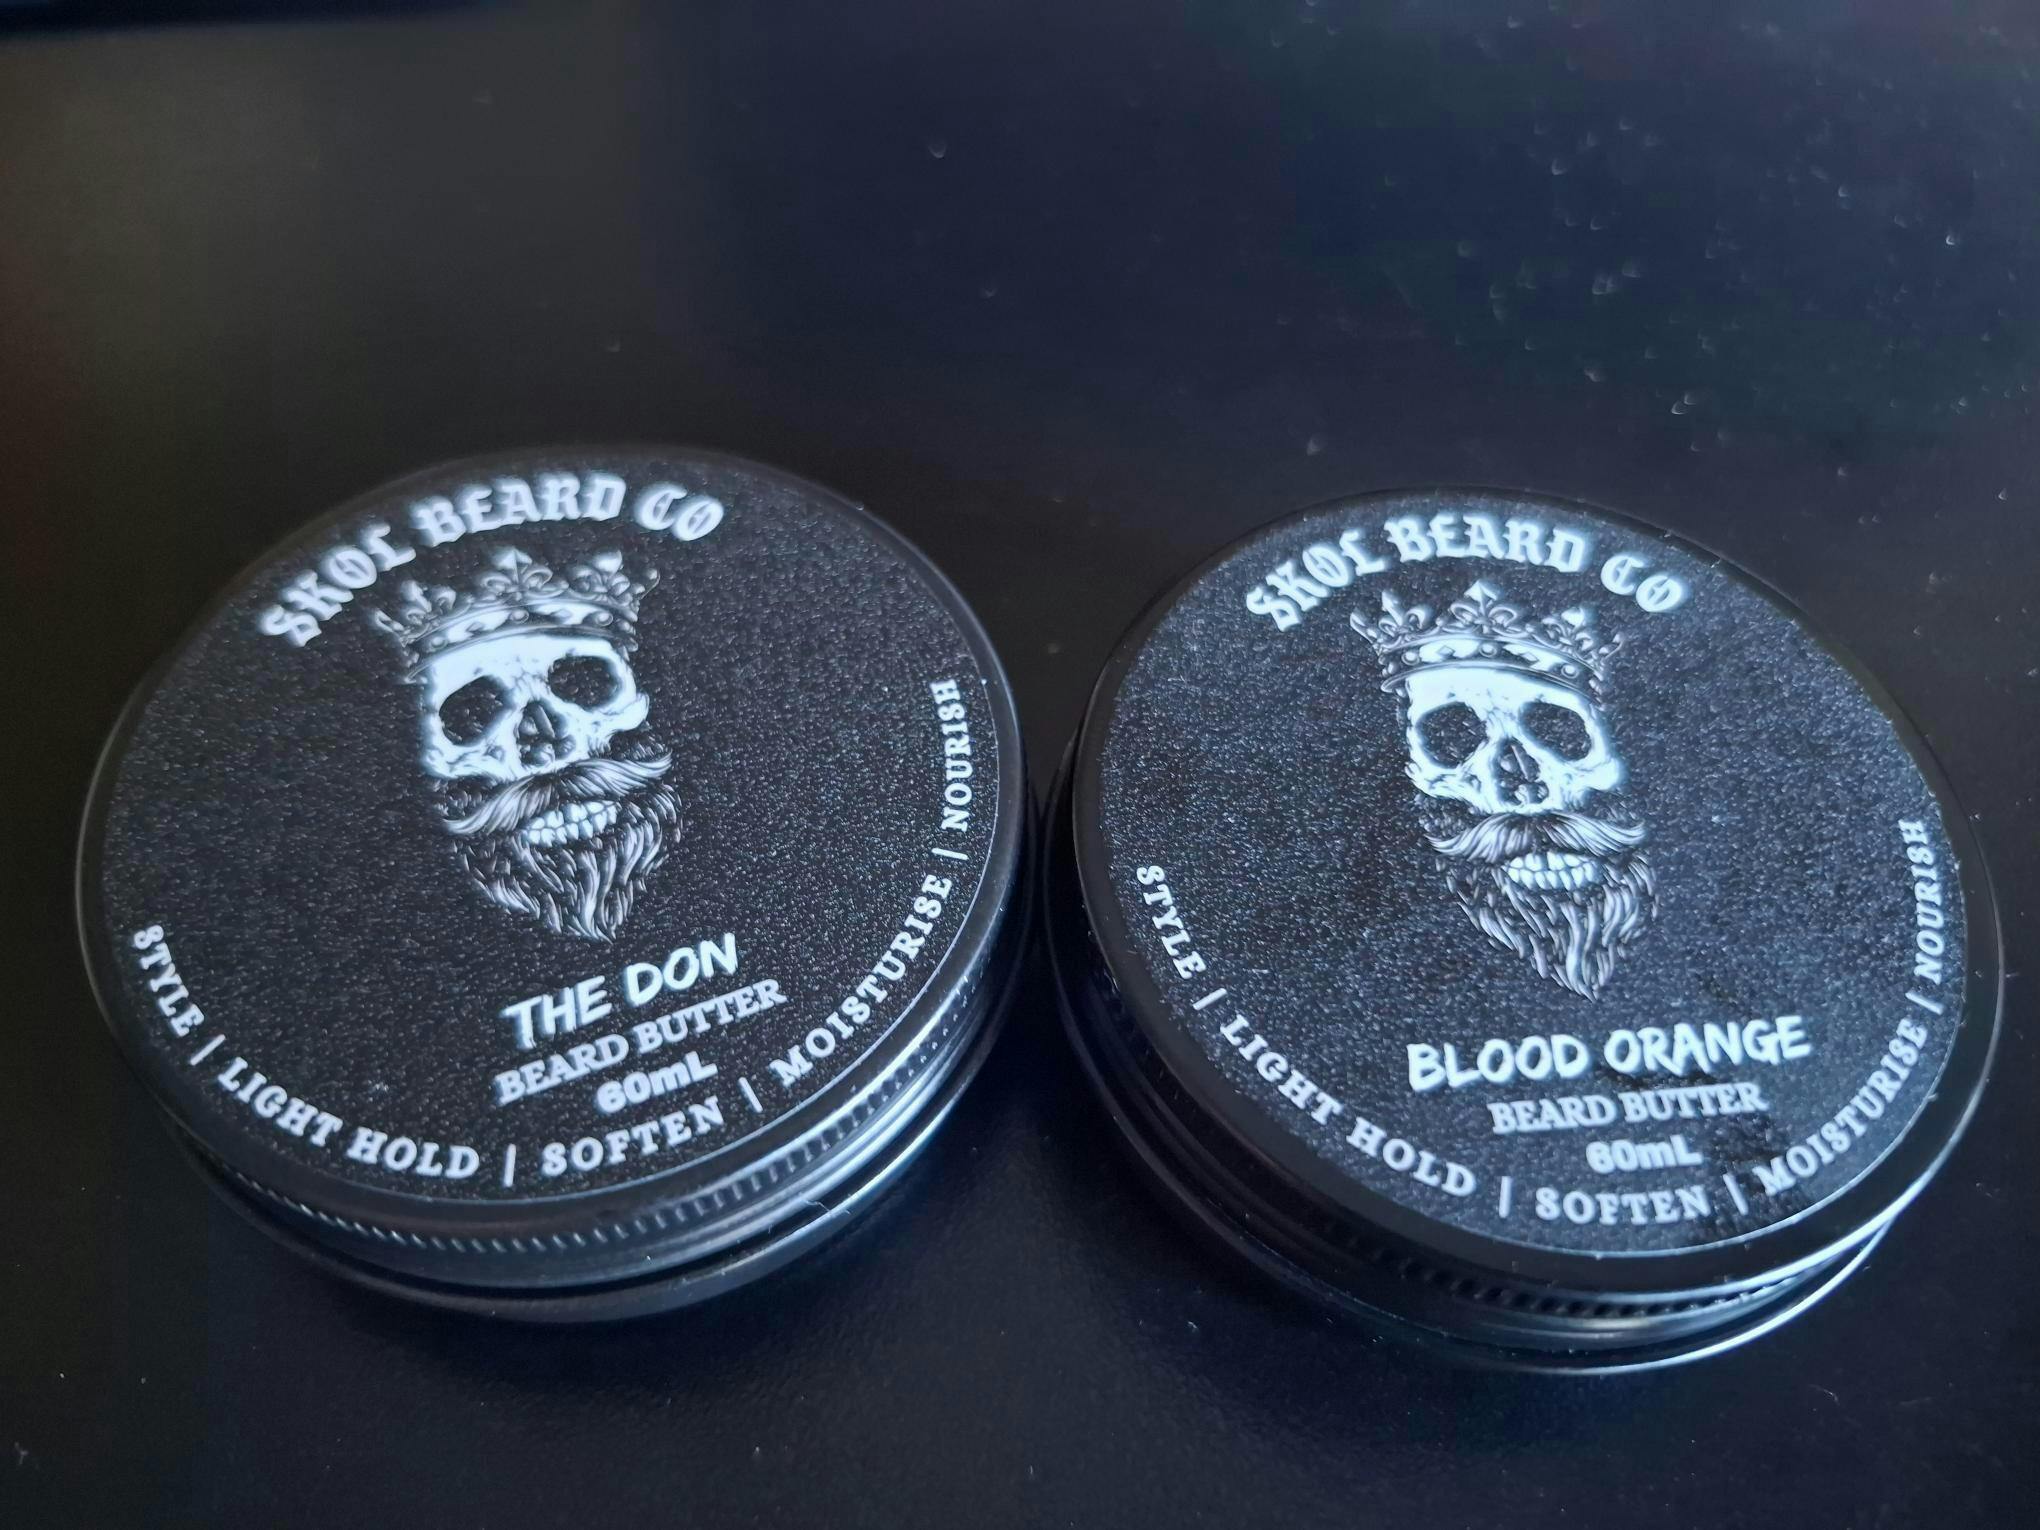 SKOL BEARD CO
THE DON
BEARD BUTTER
60mL
STYLE | LIGHT HOLD | SOFTEN | MOISTURISE | NOURISH
SKOL BEARD CO
BLOOD ORANGE
BEARD BUTTER
60mL
STYLE | LIGHT HOLD | SOFTEN | MOISTURISE | NOURISH